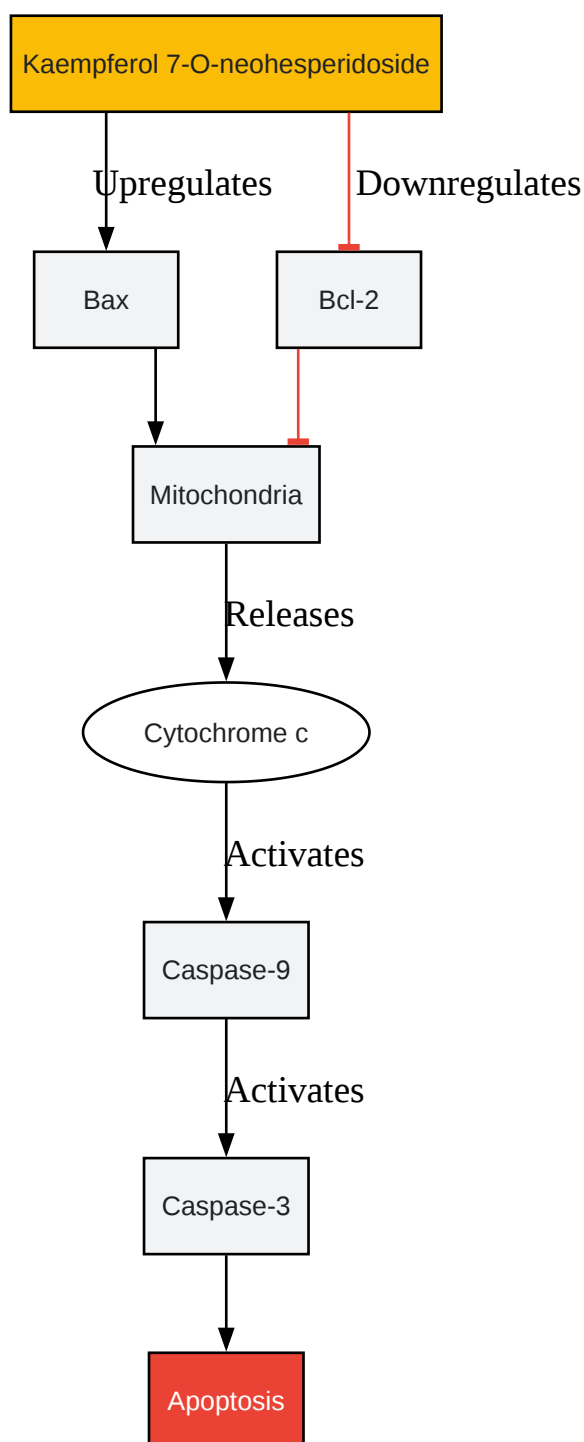 Kaempferol 7-O-neohesperidoside
Upregulates
Downregulates
Bax
Bcl-2
Mitochondria
Releases
Cytochrome c
Activates
Caspase-9
Activates
Caspase-3
Apoptosis